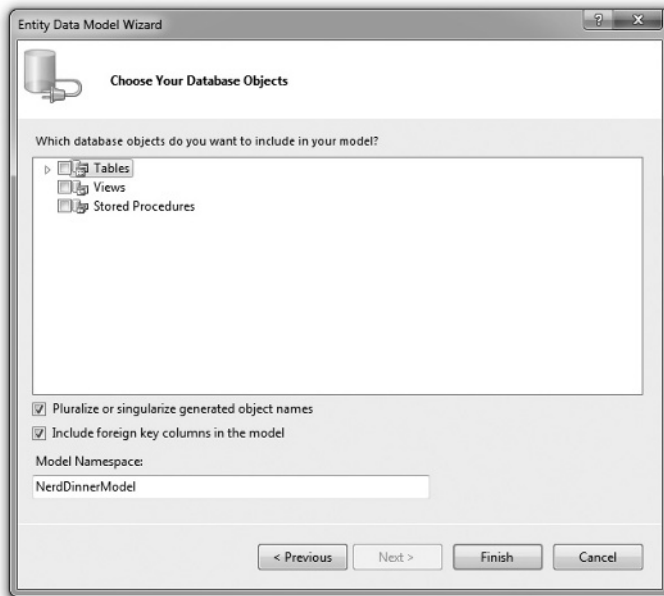 Entity Data Model Wizard
Choose Your Database Objects
Which database objects do you want to include in your model?
Tables
Views
Stored Procedures
Pluralize or singularize generated object names
Include foreign key columns in the model
Model Namespace:
NerdDinnerModel
< Previous Next > Finish Cancel